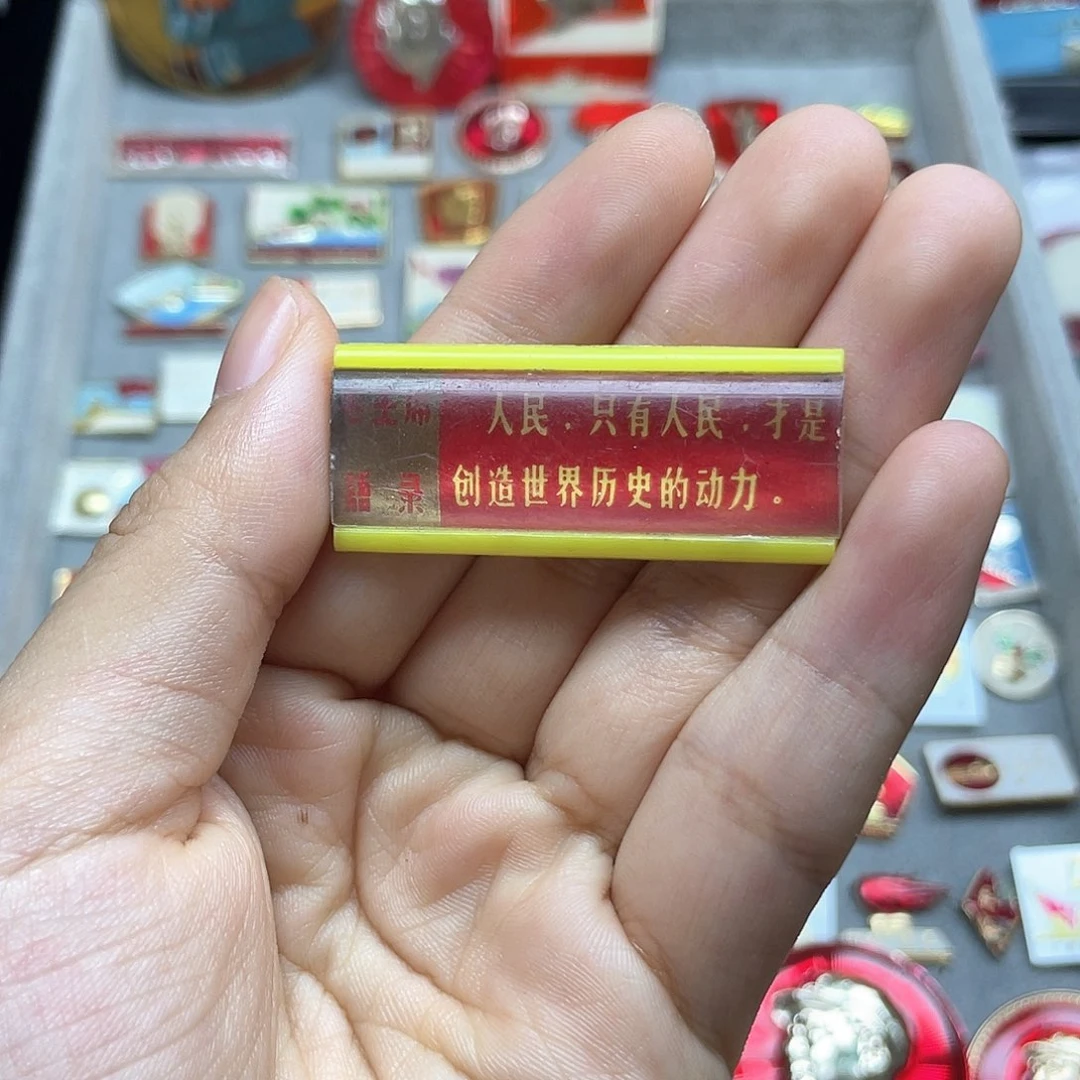 人民，只有人民，才是
创造世界历史的动力。
语录